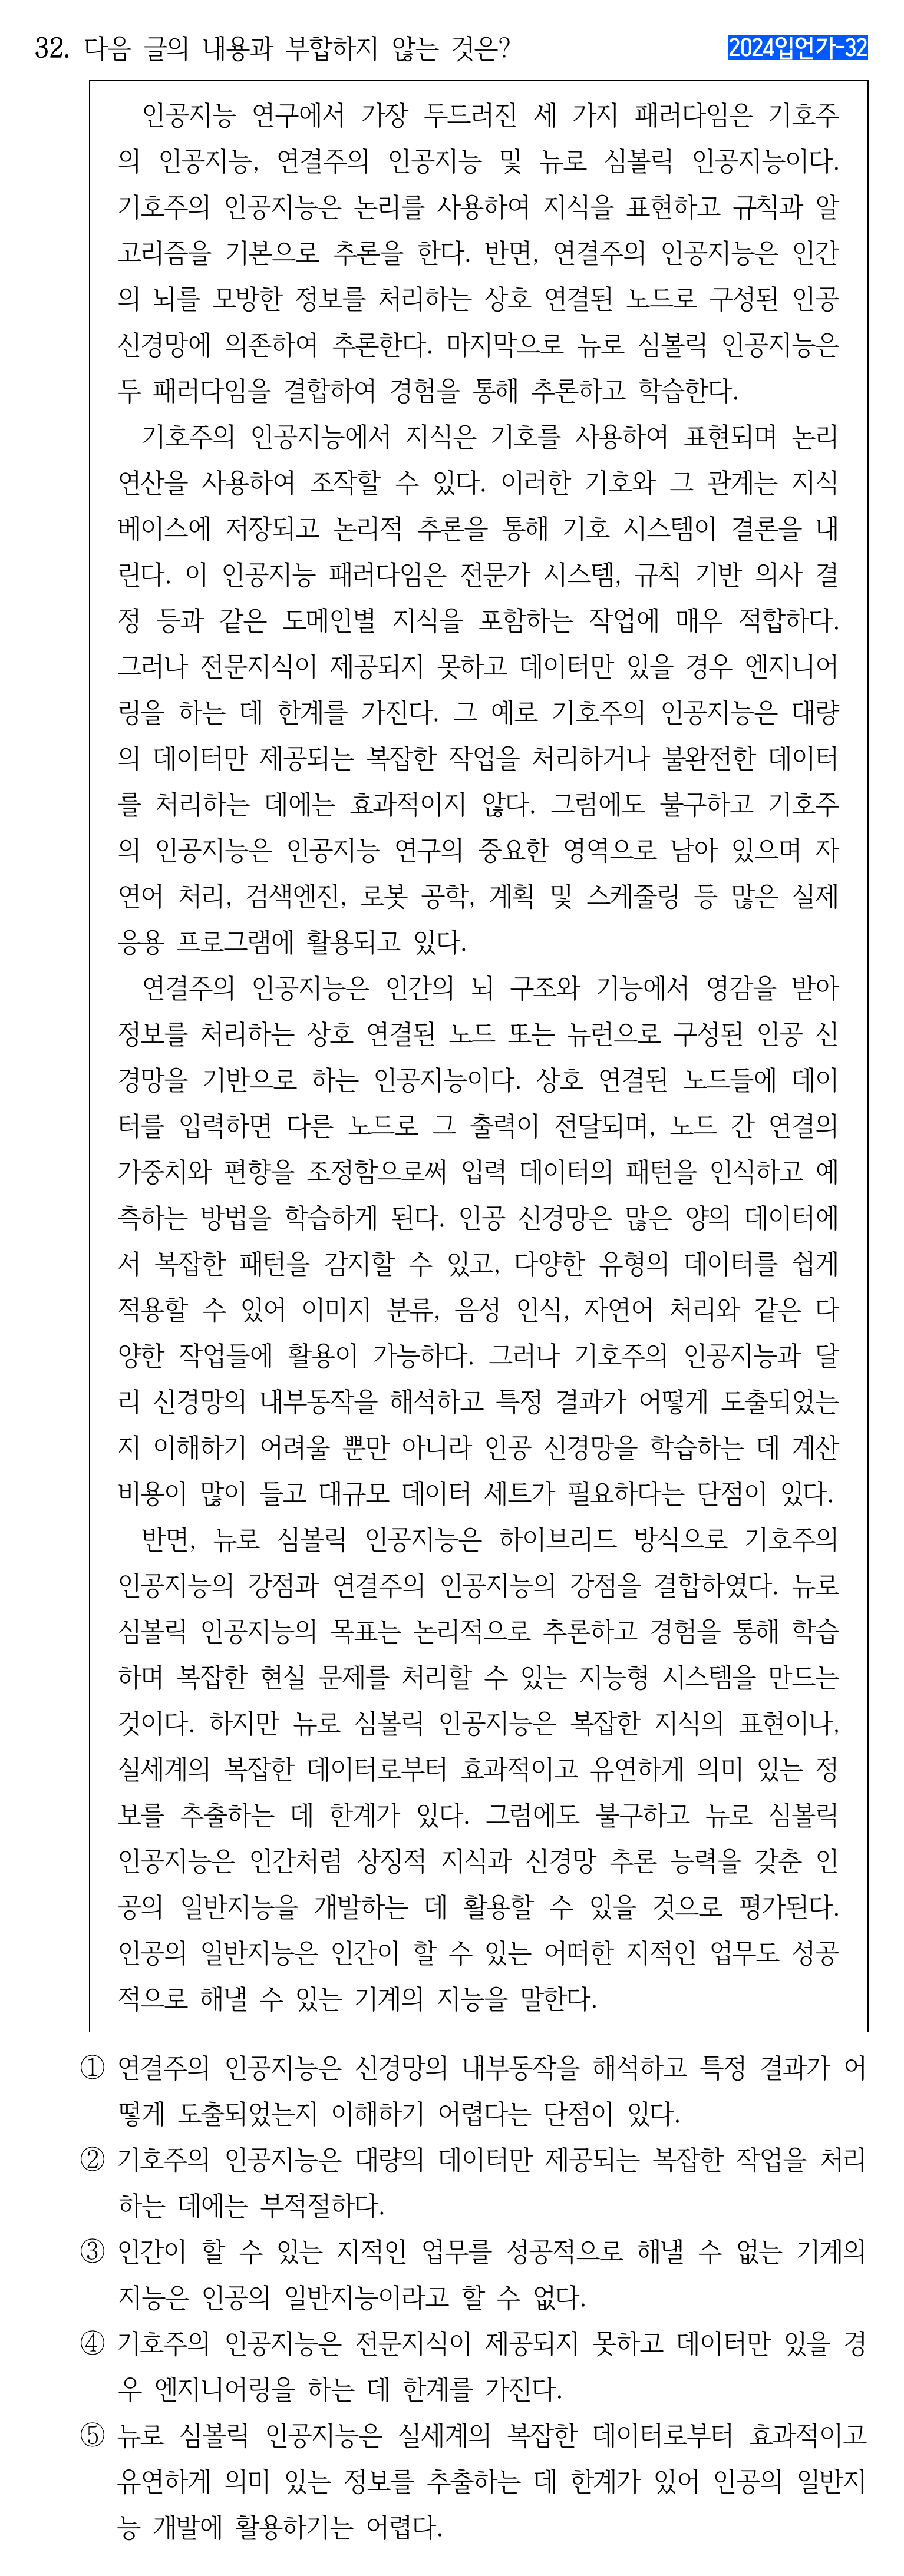 32. 다음 글의 내용과 부합하지 않는 것은? 2024입언가-32
인공지능 연구에서 가장 두드러진 세 가지 패러다임은 기호주
의 인공지능, 연결주의 인공지능 및 뉴로 심볼릭 인공지능이다.
기호주의 인공지능은 논리를 사용하여 지식을 표현하고 규칙과 알
고리즘을 기본으로 추론을 한다. 반면, 연결주의 인공지능은 인간
의 뇌를 모방한 정보를 처리하는 상호 연결된 노드로 구성된 인공
신경망에 의존하여 추론한다. 마지막으로 뉴로 심볼릭 인공지능은
두 패러다임을 결합하여 경험을 통해 추론하고 학습한다.
기호주의 인공지능에서 지식은 기호를 사용하여 표현되며 논리
연산을 사용하여 조작할 수 있다. 이러한 기호와 그 관계는 지식
베이스에 저장되고 논리적 추론을 통해 기호 시스템이 결론을 내
린다. 이 인공지능 패러다임은 전문가 시스템, 규칙 기반 의사 결
정 등과 같은 도메인별 지식을 포함하는 작업에 매우 적합하다.
그러나 전문지식이 제공되지 못하고 데이터만 있을 경우 엔지니어
링을 하는 데 한계를 가진다. 그 예로 기호주의 인공지능은 대량
의 데이터만 제공되는 복잡한 작업을 처리하거나 불완전한 데이터
를 처리하는 데에는 효과적이지 않다. 그럼에도 불구하고 기호주
의 인공지능은 인공지능 연구의 중요한 영역으로 남아 있으며 자
연어 처리, 검색엔진, 로봇 공학, 계획 및 스케줄링 등 많은 실제
응용 프로그램에 활용되고 있다.
연결주의 인공지능은 인간의 뇌 구조와 기능에서 영감을 받아
정보를 처리하는 상호 연결된 노드 또는 뉴런으로 구성된 인공 신
경망을 기반으로 하는 인공지능이다. 상호 연결된 노드들에 데이
터를 입력하면 다른 노드로 그 출력이 전달되며, 노드 간 연결의
가중치와 편향을 조정함으로써 입력 데이터의 패턴을 인식하고 예
측하는 방법을 학습하게 된다. 인공 신경망은 많은 양의 데이터에
서 복잡한 패턴을 감지할 수 있고, 다양한 유형의 데이터를 쉽게
적용할 수 있어 이미지 분류, 음성 인식, 자연어 처리와 같은 다
양한 작업들에 활용이 가능하다. 그러나 기호주의 인공지능과 달
리 신경망의 내부동작을 해석하고 특정 결과가 어떻게 도출되었는
지 이해하기 어려울 뿐만 아니라 인공 신경망을 학습하는 데 계산
비용이 많이 들고 대규모 데이터 세트가 필요하다는 단점이 있다.
반면, 뉴로 심볼릭 인공지능은 하이브리드 방식으로 기호주의
인공지능의 강점과 연결주의 인공지능의 강점을 결합하였다. 뉴로
심볼릭 인공지능의 목표는 논리적으로 추론하고 경험을 통해 학습
하며 복잡한 현실 문제를 처리할 수 있는 지능형 시스템을 만드는
것이다. 하지만 뉴로 심볼릭 인공지능은 복잡한 지식의 표현이나,
실세계의 복잡한 데이터로부터 효과적이고 유연하게 의미 있는 정
보를 추출하는 데 한계가 있다. 그럼에도 불구하고 뉴로 심볼릭
인공지능은 인간처럼 상징적 지식과 신경망 추론 능력을 갖춘 인
공의 일반지능을 개발하는 데 활용할 수 있을 것으로 평가된다.
인공의 일반지능은 인간이 할 수 있는 어떠한 지적인 업무도 성공
적으로 해낼 수 있는 기계의 지능을 말한다.
① 연결주의 인공지능은 신경망의 내부동작을 해석하고 특정 결과가 어
떻게 도출되었는지 이해하기 어렵다는 단점이 있다.
② 기호주의 인공지능은 대량의 데이터만 제공되는 복잡한 작업을 처리
하는 데에는 부적절하다.
③ 인간이 할 수 있는 지적인 업무를 성공적으로 해낼 수 없는 기계의
지능은 인공의 일반지능이라고 할 수 없다.
④ 기호주의 인공지능은 전문지식이 제공되지 못하고 데이터만 있을 경
우 엔지니어링을 하는 데 한계를 가진다.
⑤ 뉴로 심볼릭 인공지능은 실세계의 복잡한 데이터로부터 효과적이고
유연하게 의미 있는 정보를 추출하는 데 한계가 있어 인공의 일반지
능 개발에 활용하기는 어렵다.